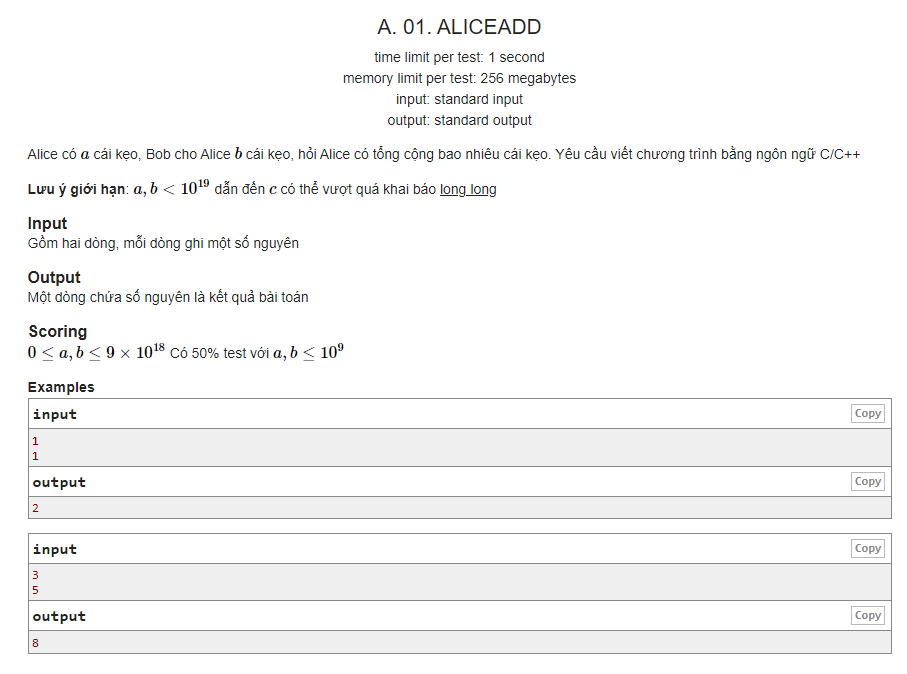 A. 01. ALICEADD
time limit per test: 1 second
memory limit per test: 256 megabytes
input: standard input
output: standard output
Alice có a cái kẹo, Bob cho Alice b cái kẹo, hỏi Alice có tổng cộng bao nhiêu cái kẹo. Yêu cầu viết chương trình bằng ngôn ngữ C/C++
Lưu ý giới hạn: a, b < 10^19 dẫn đến c có thể vượt quá khai báo long long
Input
Gồm hai dòng, mỗi dòng ghi một số nguyên
Output
Một dòng chứa số nguyên là kết quả bài toán
Scoring
0 ≤ a, b ≤ 9 × 10^18 Có 50% test với a, b ≤ 10^9
Examples
input Copy
1
1
output Copy
2
input Copy
3
5
output Copy
8